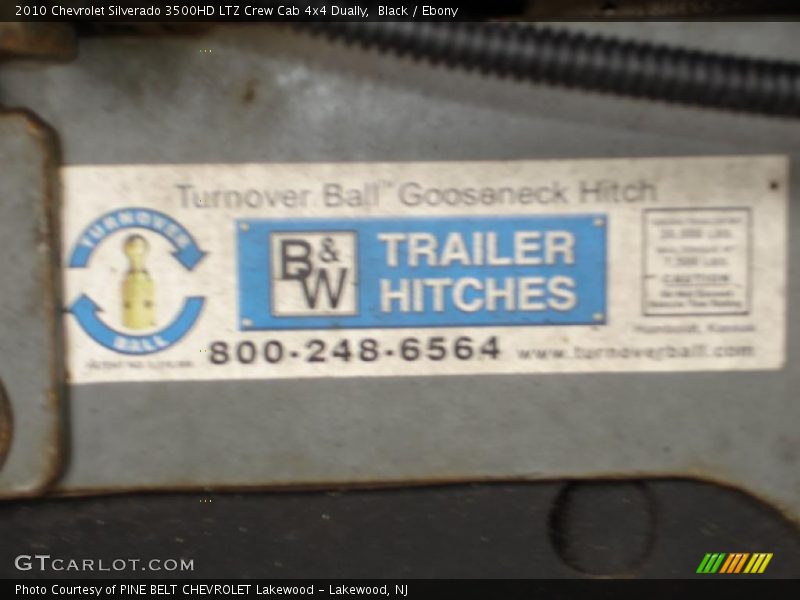 2010 Chevrolet Silverado 3500HD LTZ Crew Cab 4x4 Dually, Black / Ebony
Turnover Ball™ Gooseneck Hitch
TURNOVER
BALL
B&W
TRAILER
HITCHES
CAUTION
Humboldt, Kansas
800-248-6564 www.turnoverball.com
GTCARLOT.COM
Photo Courtesy of PINE BELT CHEVROLET Lakewood - Lakewood, NJ